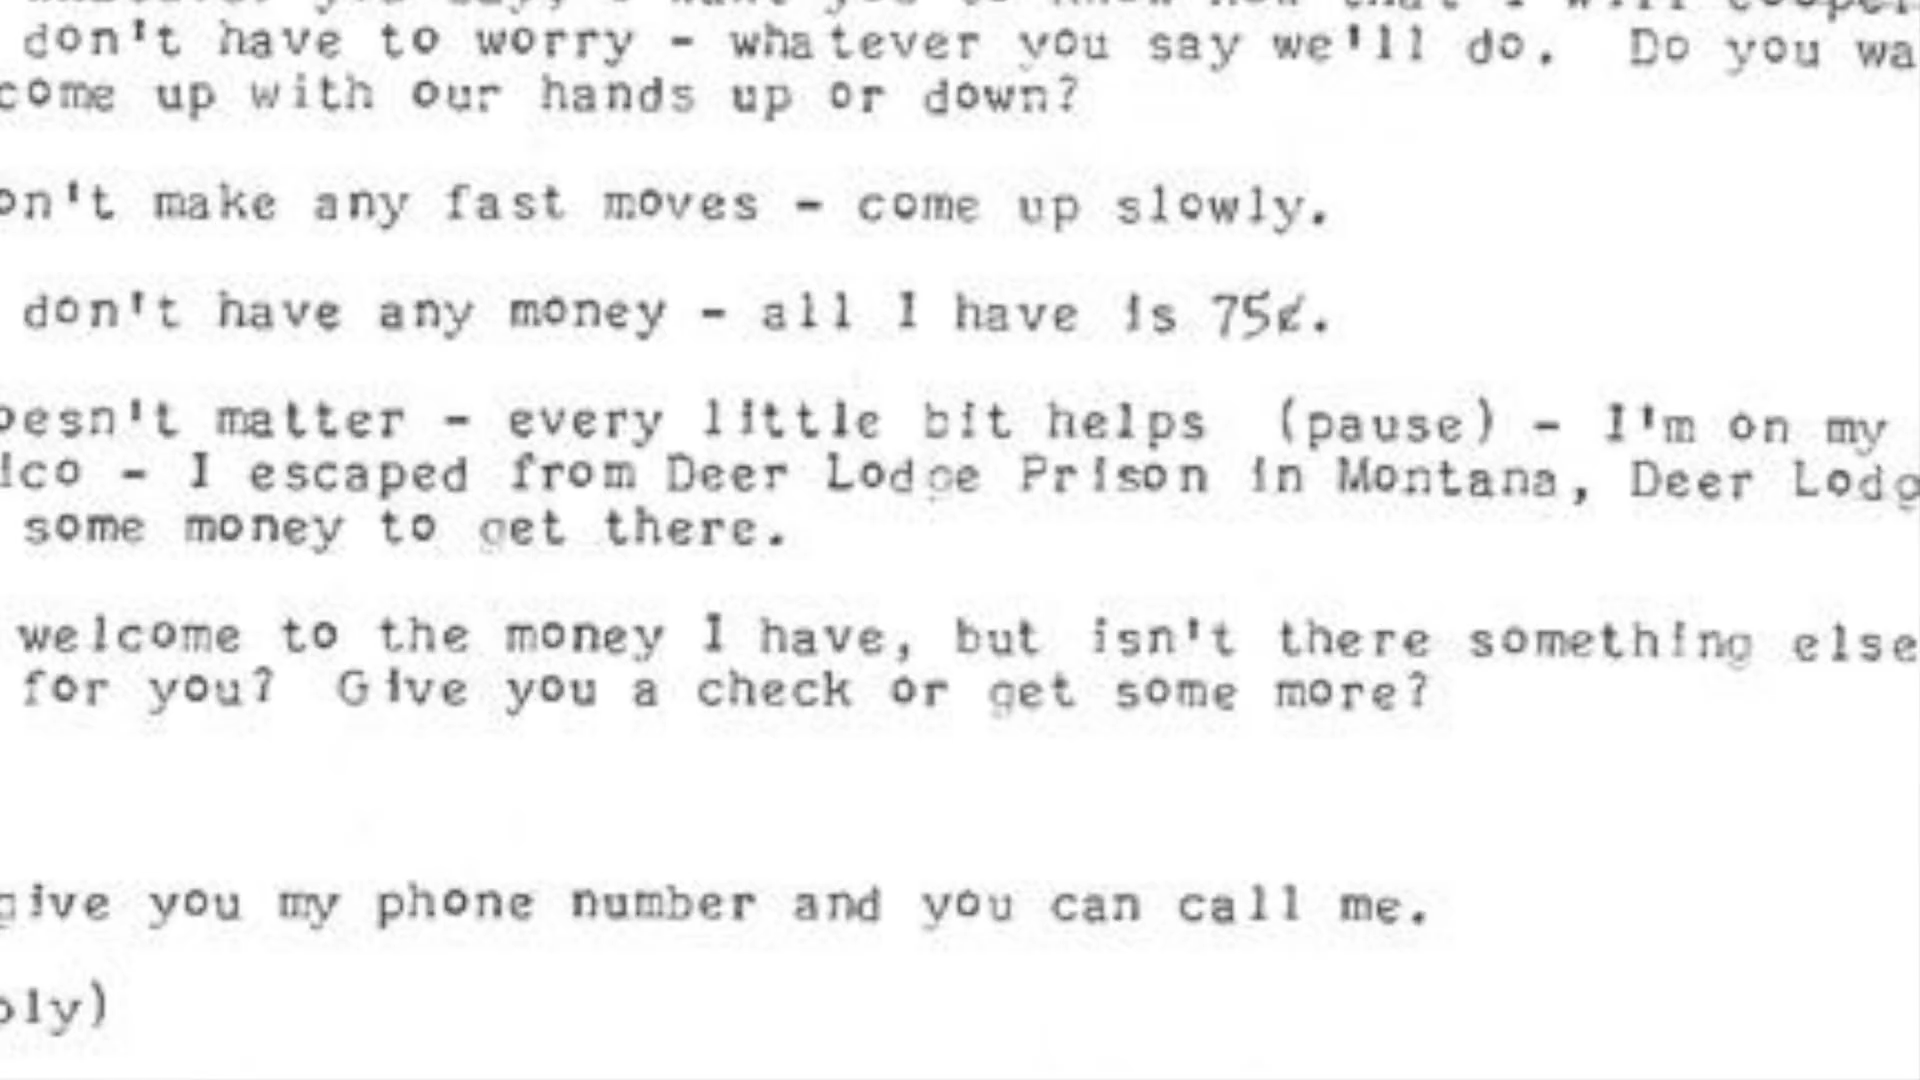 don't have to worry - whatever you say we'll do. Do you wa
come up with our hands up or down?
on't make any fast moves - come up slowly.
don't have any money - all I have is 75¢.
oesn't matter - every little bit helps (pause) - I'm on my
ico - I escaped from Deer Lodge Prison in Montana, Deer Lodg
some money to get there.
welcome to the money I have, but isn't there something else
for you? Give you a check or get some more?
give you my phone number and you can call me.
ply)